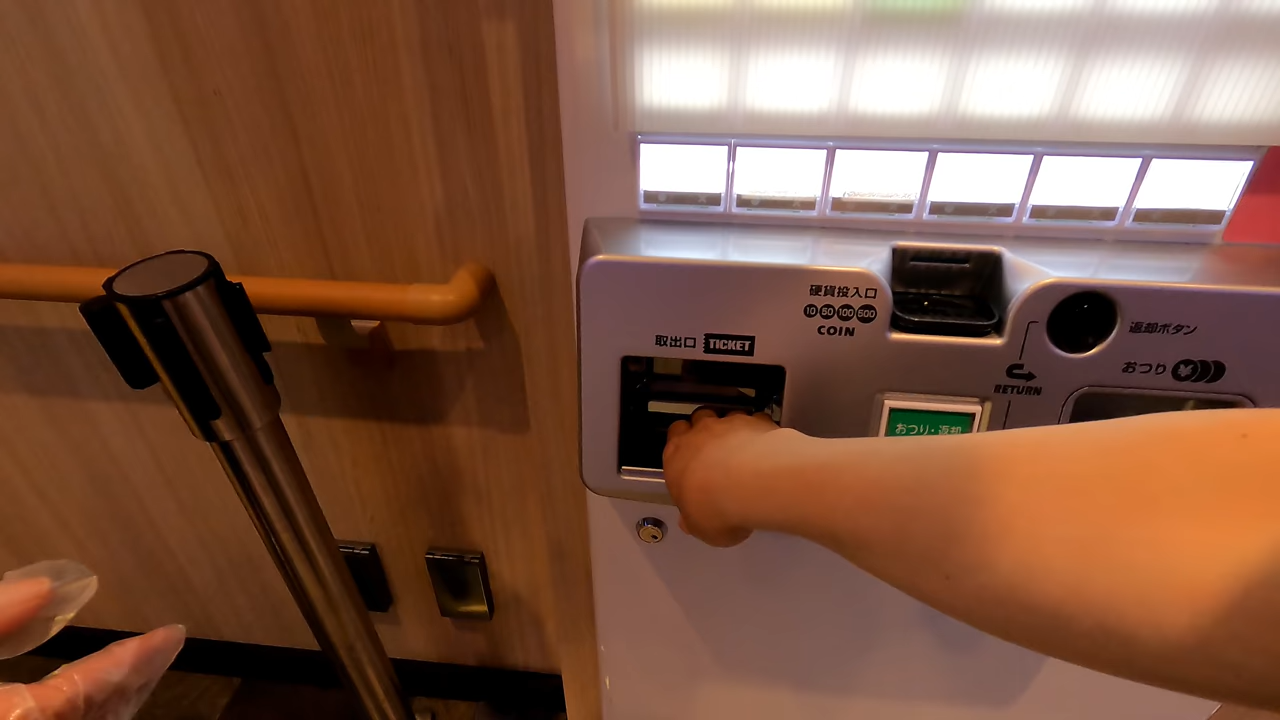 硬貨投入口
10 50 100 500
COIN
取出口 TICKET
返却ボタン
おつり ¥
RETURN
おつり・返却